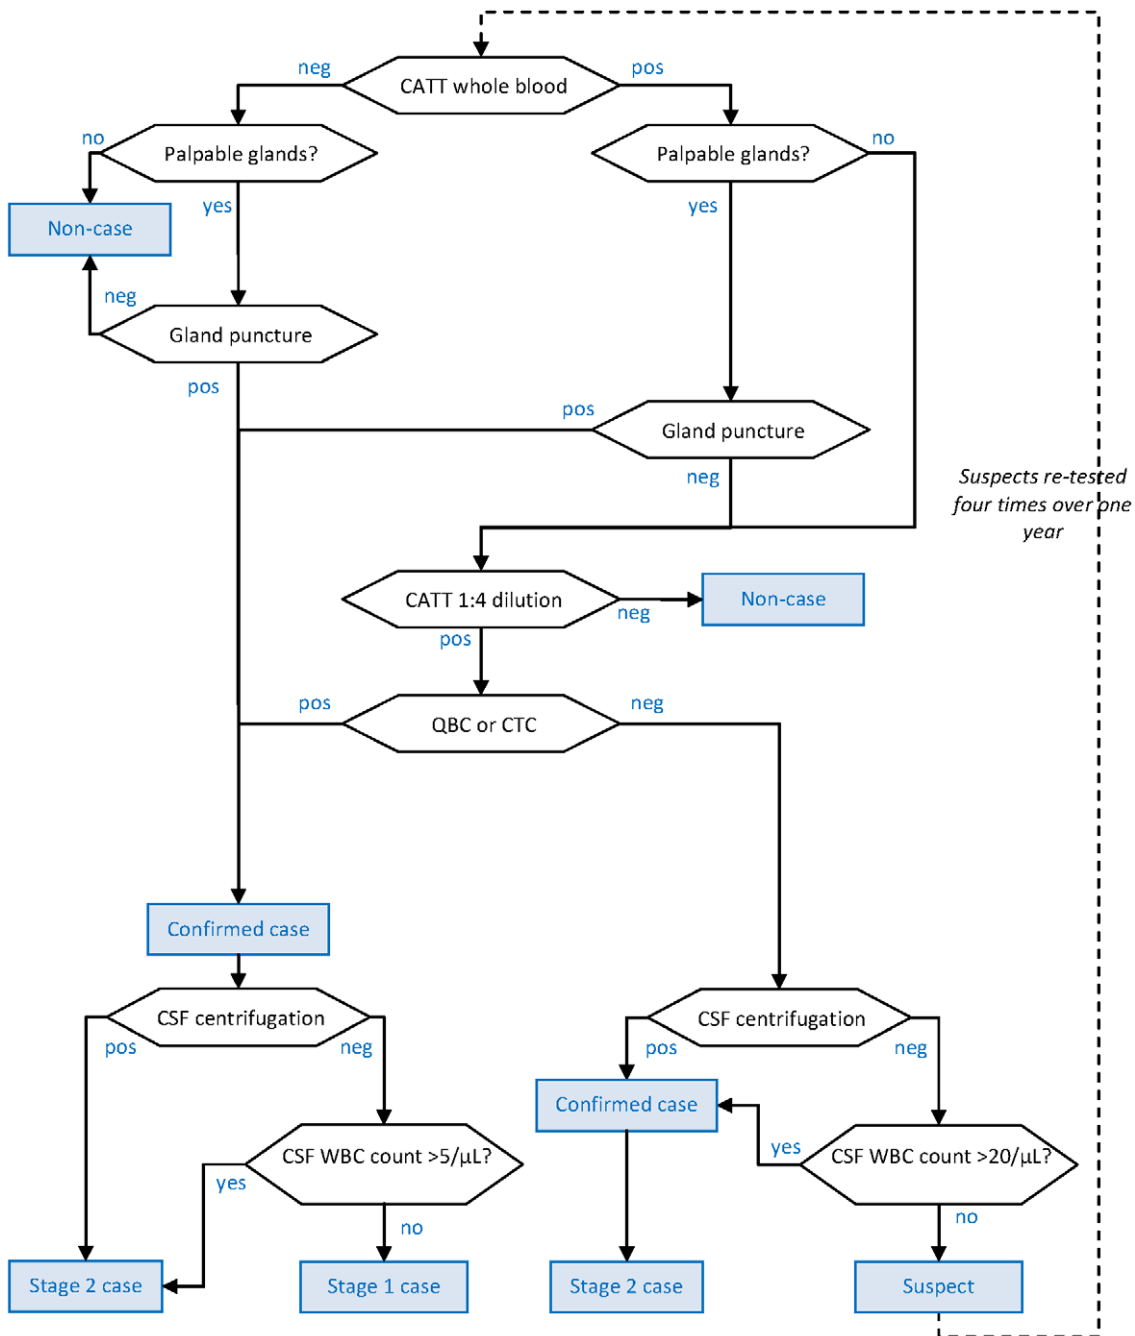 neg
CATT whole blood
pos
no
Palpable glands?
Palpable glands?
no
yes
yes
Non-case
neg
Gland puncture
pos
pos
Gland puncture
neg
Suspects re-tested
four times over one
year
CATT 1:4 dilution
neg
Non-case
pos
pos
QBC or CTC
neg
Confirmed case
CSF centrifugation
pos
neg
CSF centrifugation
pos
neg
Confirmed case
CSF WBC count >5/µL?
yes
no
yes
CSF WBC count >20/µL?
no
Stage 2 case
Stage 1 case
Stage 2 case
Suspect